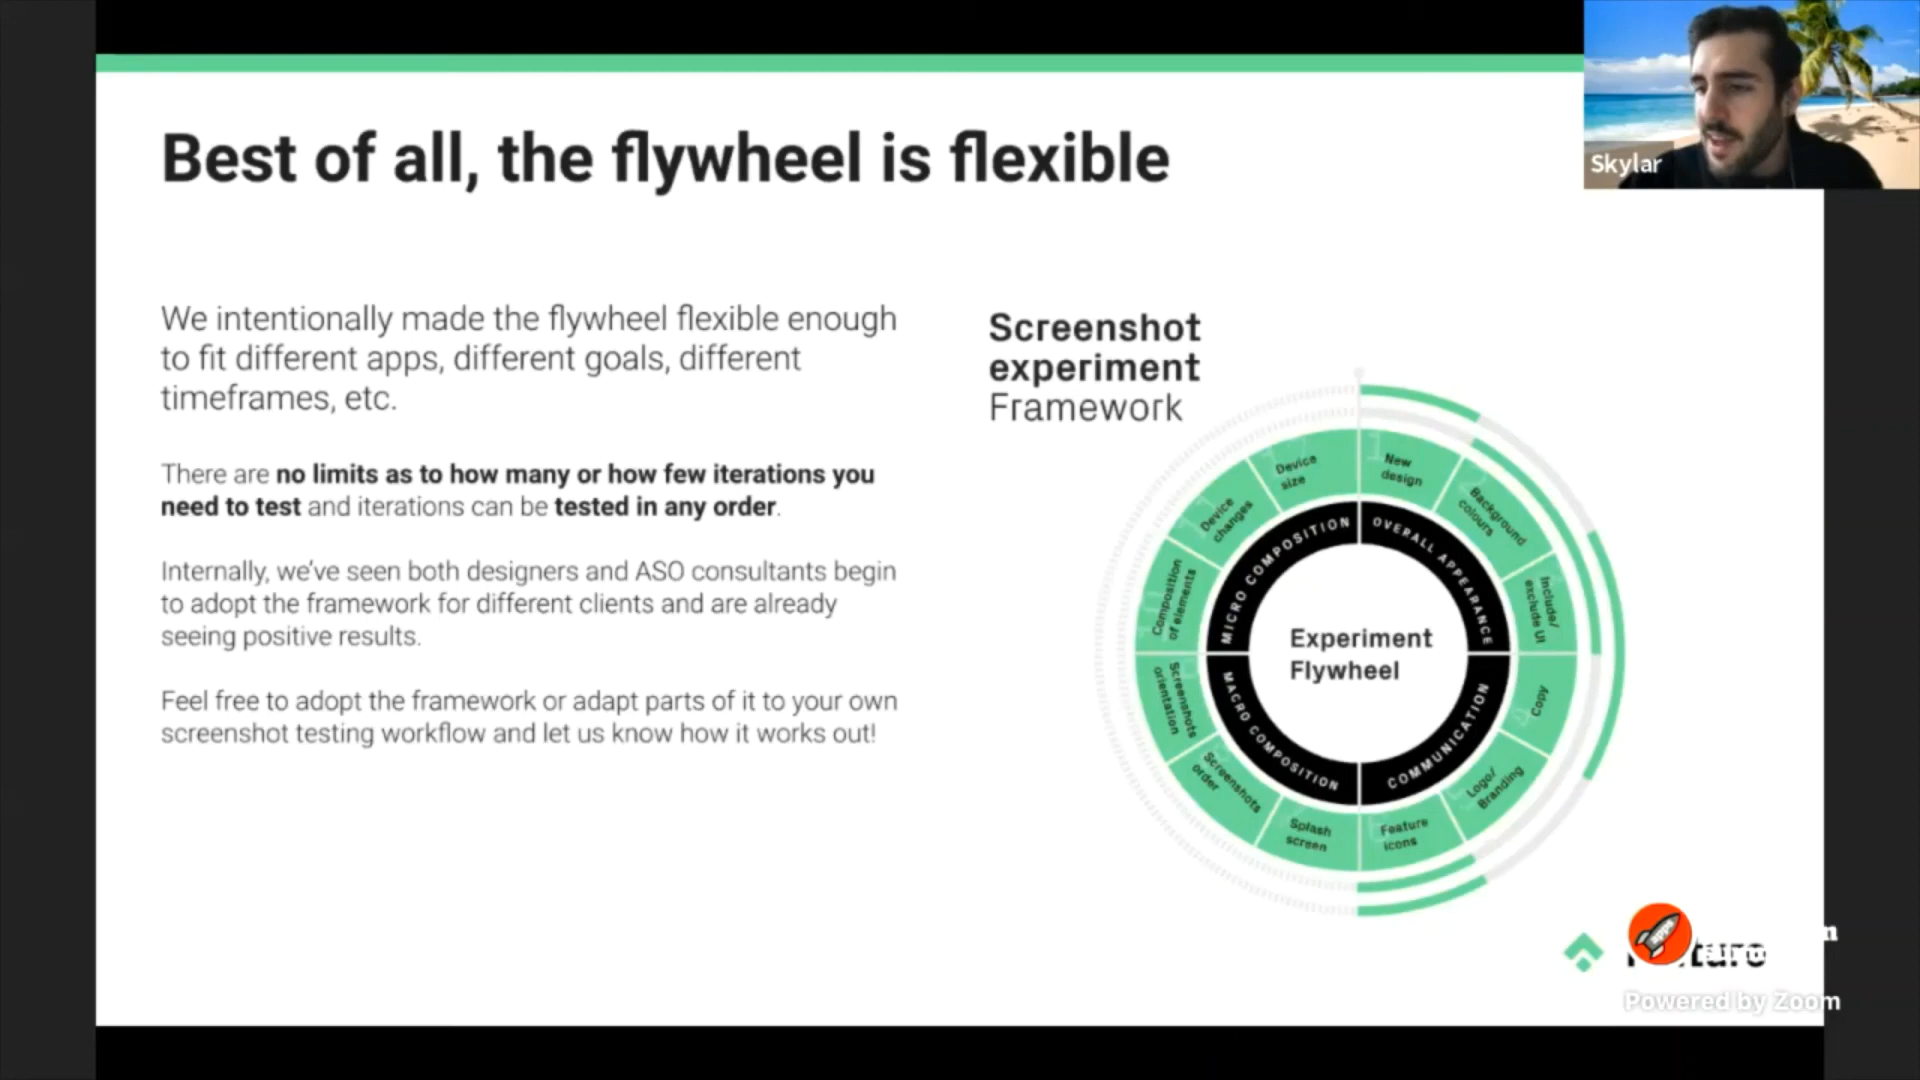 Skylar
Best of all, the flywheel is flexible
We intentionally made the flywheel flexible enough
to fit different apps, different goals, different
timeframes, etc.
There are no limits as to how many or how few iterations you
need to test and iterations can be tested in any order.
Internally, we've seen both designers and ASO consultants begin
to adopt the framework for different clients and are already
seeing positive results.
Feel free to adopt the framework or adapt parts of it to your own
screenshot testing workflow and let us know how it works out!
Screenshot
experiment
Framework
New
design
Background
colours
Include/
exclude UI
Copy
Logo/
Branding
Feature
icons
Splash
screen
Screenshots
order
Screenshots
orientation
Composition
of elements
Device
changes
Device
size
OVERALL APPEARANCE
COMMUNICATION
MACRO COMPOSITION
MICRO COMPOSITION
Experiment
Flywheel
Powered by Zoom